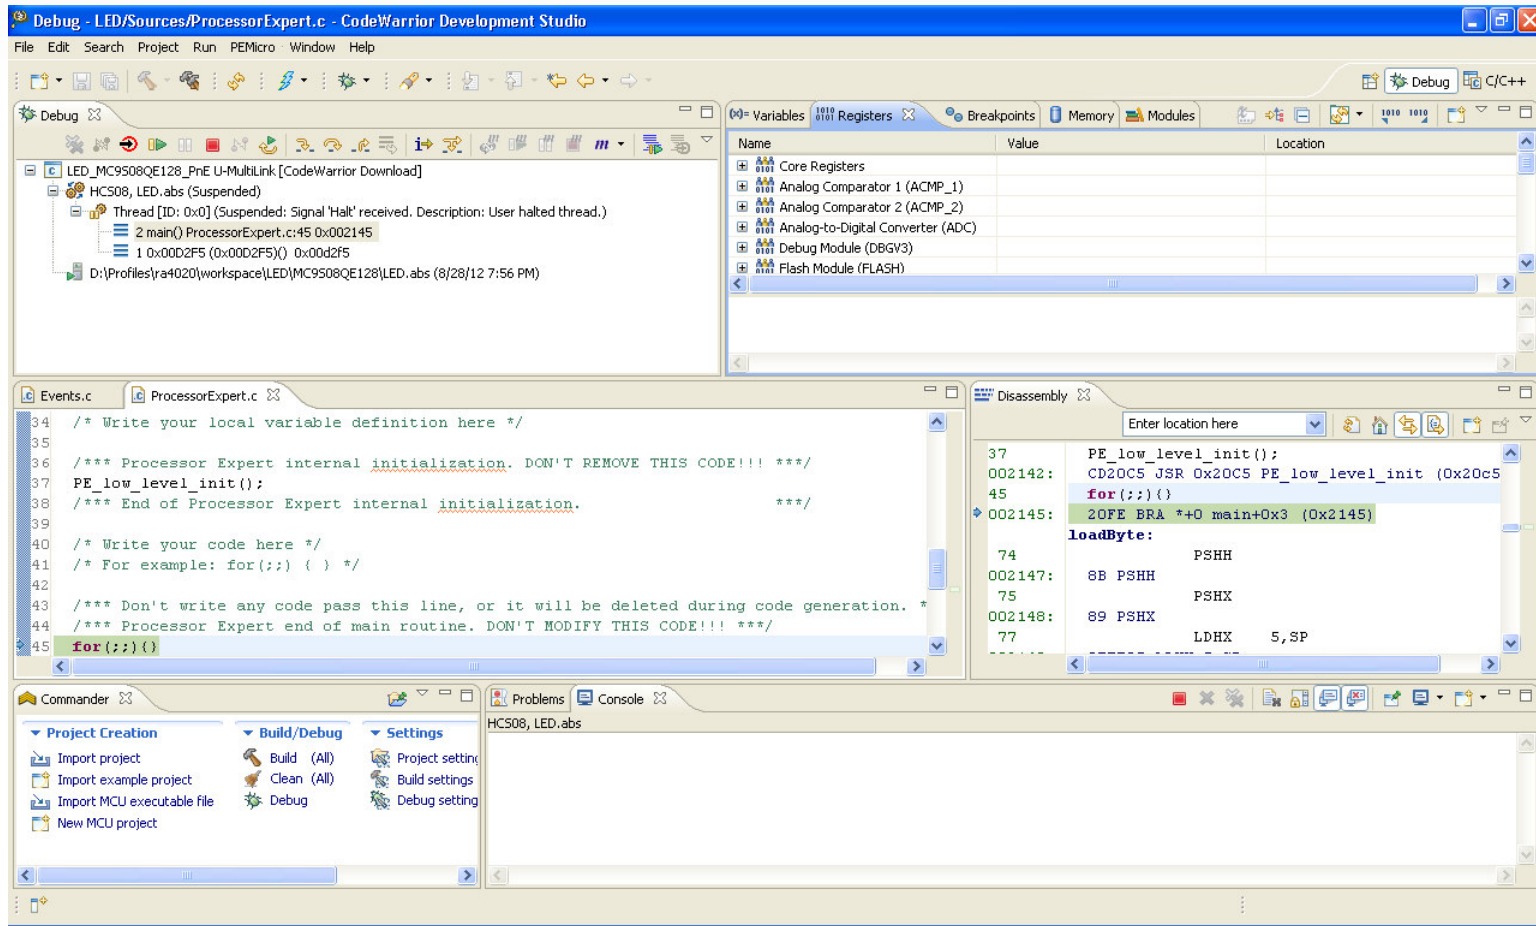 Debug - LED/Sources/ProcessorExpert.c - CodeWarrior Development Studio
File Edit Search Project Run PEMicro Window Help
Debug C/C++
Debug
LED_MC9S08QE128_PnE U-MultiLink [CodeWarrior Download]
HCS08, LED.abs (Suspended)
Thread [ID: 0x0] (Suspended: Signal 'Halt' received. Description: User halted thread.)
2 main() ProcessorExpert.c:45 0x002145
1 0x00D2F5 (0x00D2F5)() 0x00d2f5
D:\Profiles\ra4020\workspace\LED\MC9S08QE128\LED.abs (8/28/12 7:56 PM)
(x)= Variables Registers Breakpoints Memory Modules
Name Value Location
Core Registers
Analog Comparator 1 (ACMP_1)
Analog Comparator 2 (ACMP_2)
Analog-to-Digital Converter (ADC)
Debug Module (DBGV3)
Flash Module (FLASH)
Events.c ProcessorExpert.c
34 /* Write your local variable definition here */
35
36 /*** Processor Expert internal initialization. DON'T REMOVE THIS CODE!!! ***/
37 PE_low_level_init();
38 /*** End of Processor Expert internal initialization. ***/
39
40 /* Write your code here */
41 /* For example: for(;;) { } */
42
43 /*** Don't write any code pass this line, or it will be deleted during code generation. *
44 /*** Processor Expert end of main routine. DON'T MODIFY THIS CODE!!! ***/
45 for(;;){}
Disassembly
Enter location here
37 PE_low_level_init();
002142: CD20C5 JSR 0x20C5 PE_low_level_init (0x20c5
45 for(;;){}
002145: 20FE BRA *+0 main+0x3 (0x2145)
loadByte:
74 PSHH
002147: 8B PSHH
75 PSHX
002148: 89 PSHX
77 LDHX 5,SP
Commander
Project Creation
Import project
Import example project
Import MCU executable file
New MCU project
Build/Debug
Build (All)
Clean (All)
Debug
Settings
Project setting
Build settings
Debug setting
Problems Console
HCS08, LED.abs